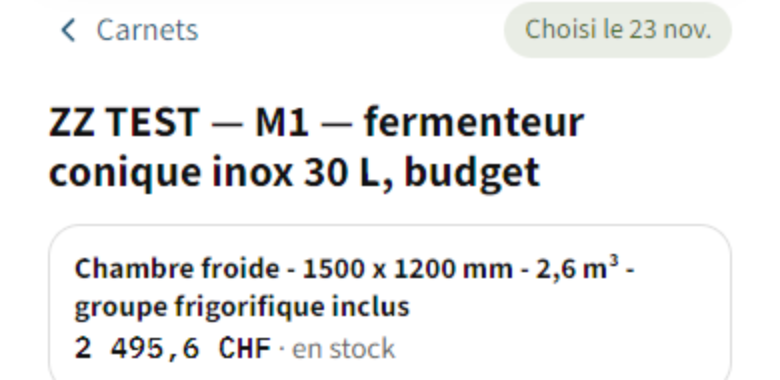 Carnets
Choisi le 23 nov.
ZZ TEST — M1 — fermenteur
conique inox 30 L, budget
Chambre froide - 1500 x 1200 mm - 2,6 m³ -
groupe frigorifique inclus
2 495,6 CHF · en stock